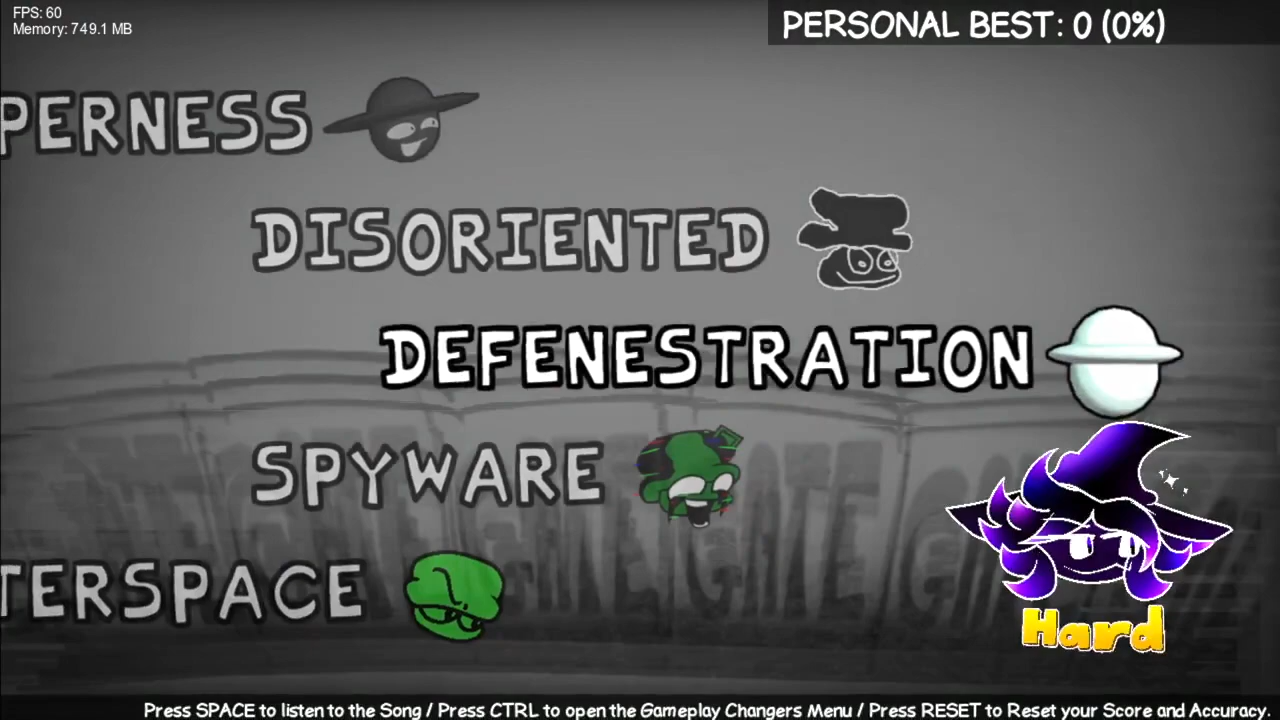 FPS: 60
Memory: 749.1 MB
PERSONAL BEST: 0 (0%)
PERNESS
DISORIENTED
DEFENESTRATION
SPYWARE
TERSPACE
Hard
Press SPACE to listen to the Song / Press CTRL to open the Gameplay Changers Menu / Press RESET to Reset your Score and Accuracy.